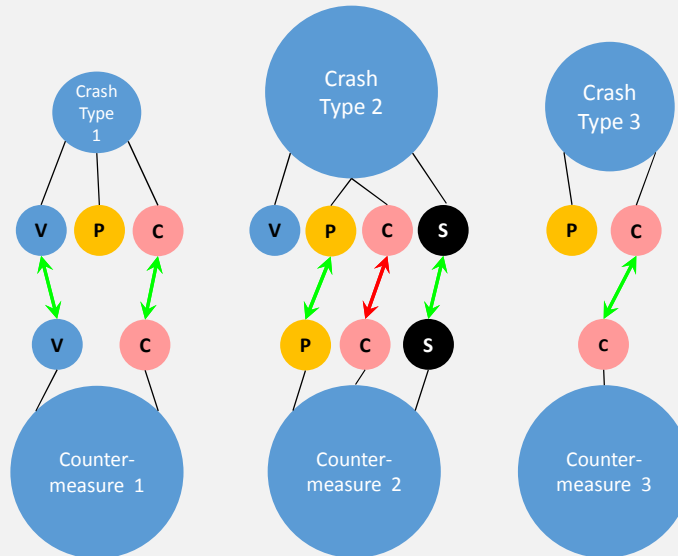 Crash
Type
1
Crash
Type 2
Crash
Type 3
V P C
V P C S
P C
V C
P C S
c
Counter-
measure 1
Counter-
measure 2
Counter-
measure 3